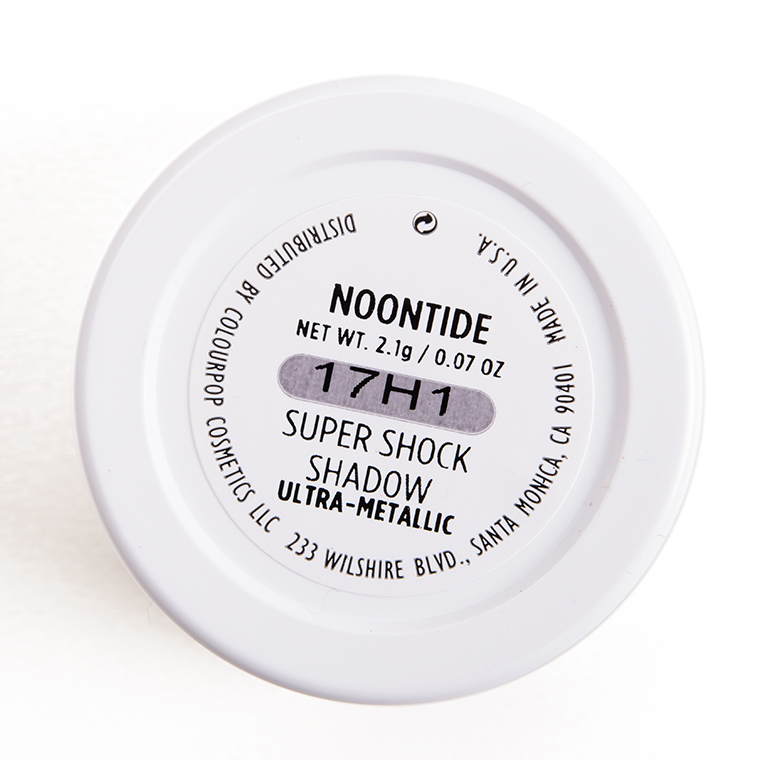 NOONTIDE
NET WT. 2.1g / 0.07 OZ
17H1
SUPER SHOCK
SHADOW
ULTRA-METALLIC
DISTRIBUTED BY COLOURPOP COSMETICS LLC 233 WILSHIRE BLVD., SANTA MONICA, CA 90401 MADE IN U.S.A.